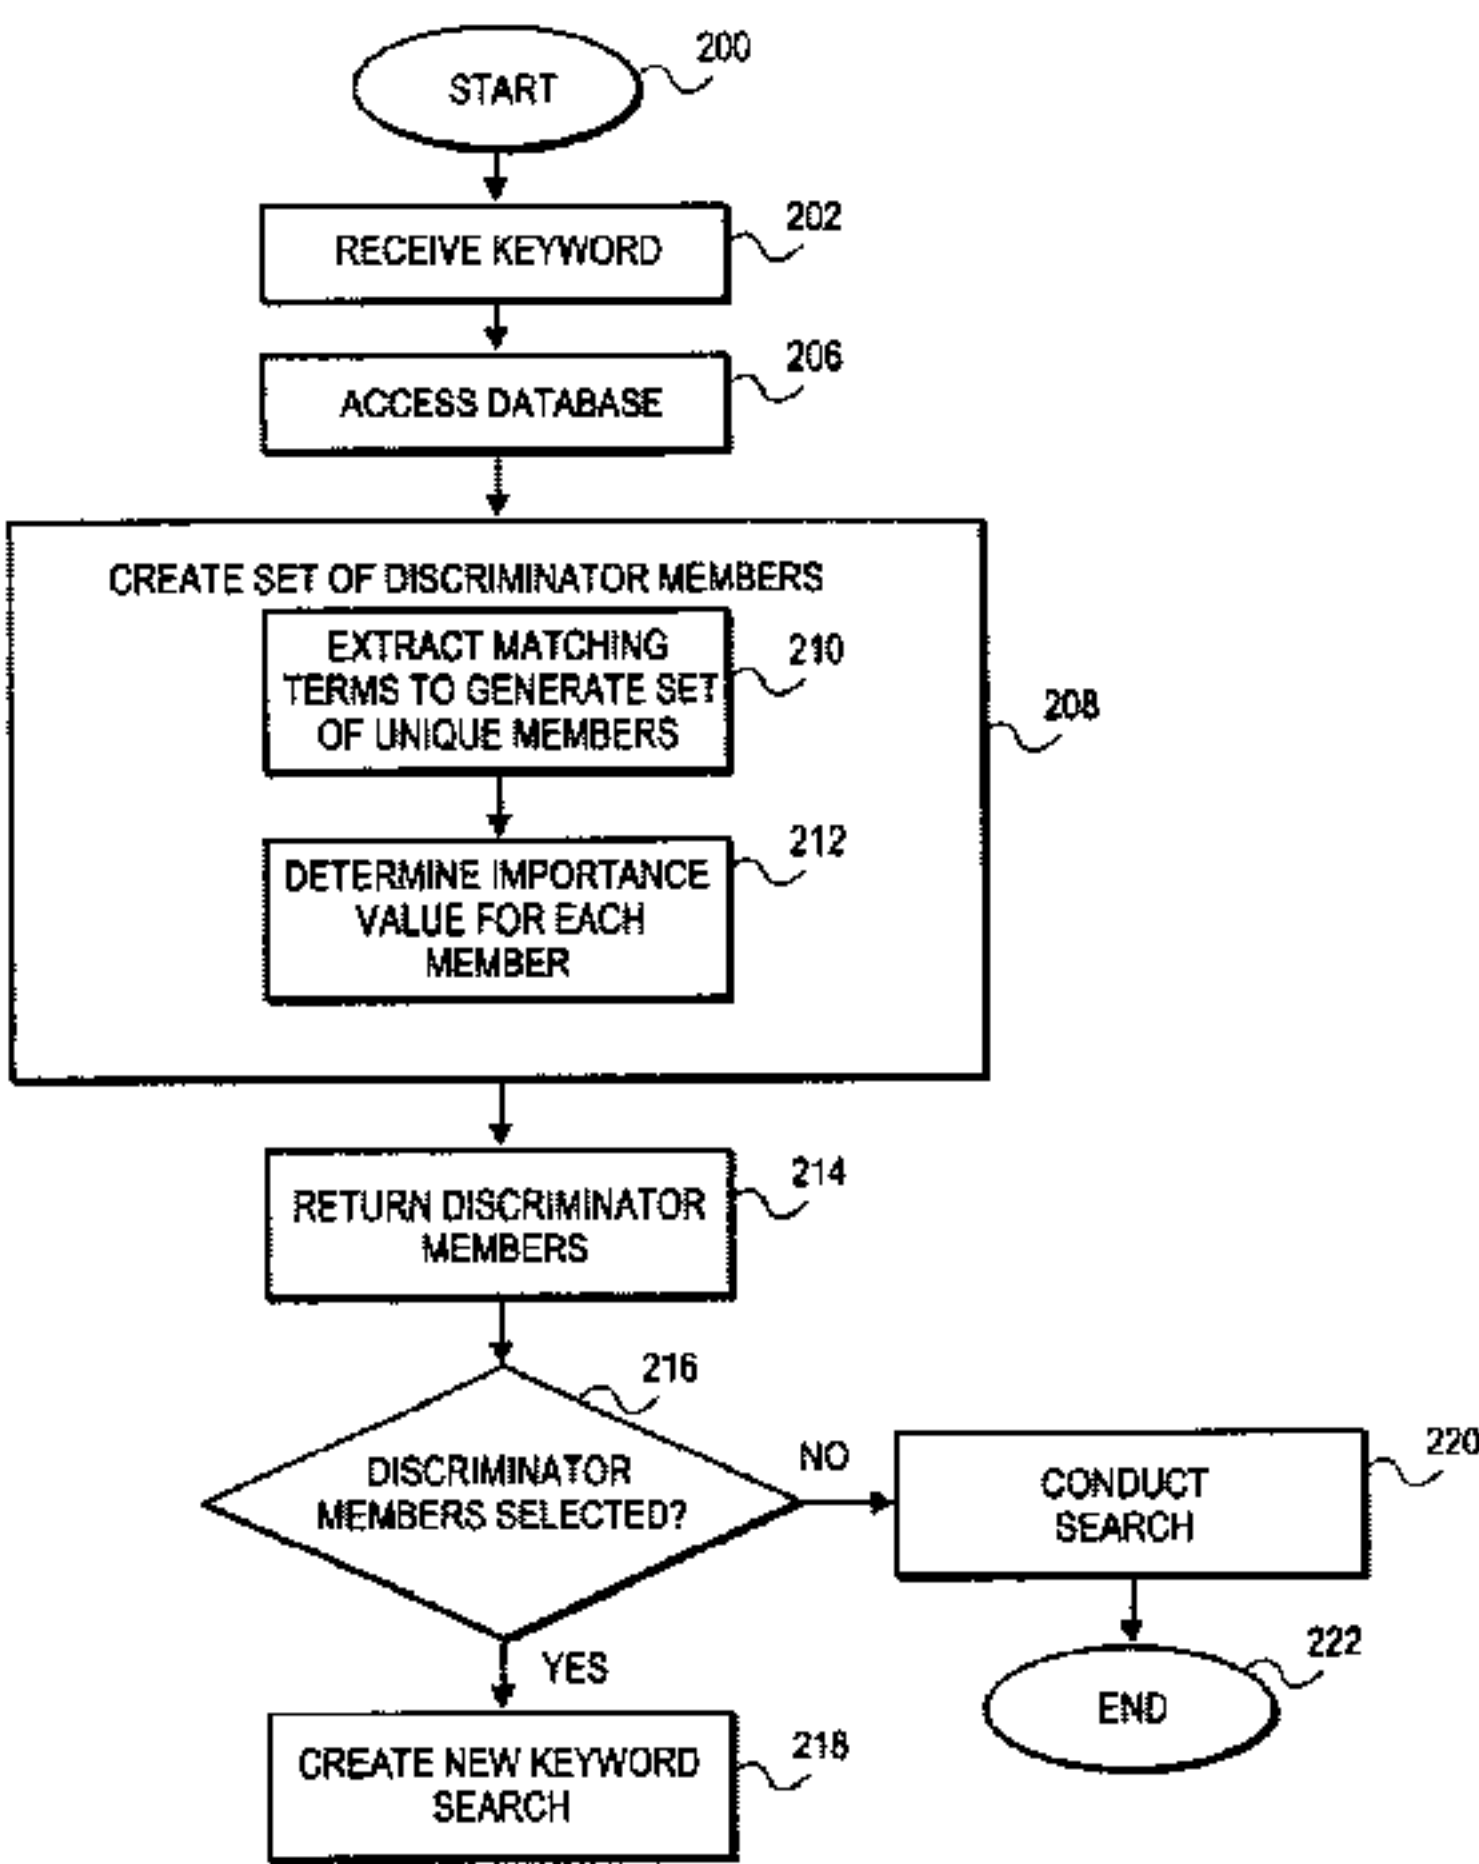 START
200
RECEIVE KEYWORD
202
ACCESS DATABASE
206
CREATE SET OF DISCRIMINATOR MEMBERS
EXTRACT MATCHING
TERMS TO GENERATE SET
OF UNIQUE MEMBERS
210
208
DETERMINE IMPORTANCE
VALUE FOR EACH
MEMBER
212
RETURN DISCRIMINATOR
MEMBERS
214
DISCRIMINATOR
MEMBERS SELECTED?
216
NO
CONDUCT
SEARCH
220
YES
END
222
CREATE NEW KEYWORD
SEARCH
218